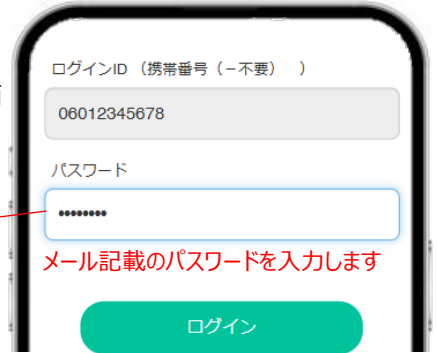 ログインID （携帯番号（－不要）　）
06012345678
パスワード
••••••••
メール記載のパスワードを入力します
ログイン